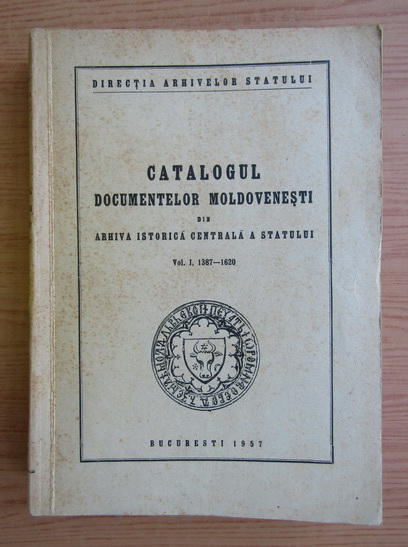 DIRECȚIA ARHIVELOR STATULUI
CATALOGUL
DOCUMENTELOR MOLDOVENEȘTI
DIN
ARHIVA ISTORICĂ CENTRALĂ A STATULUI
Vol. I, 1387—1620
BUCUREȘTI 1957